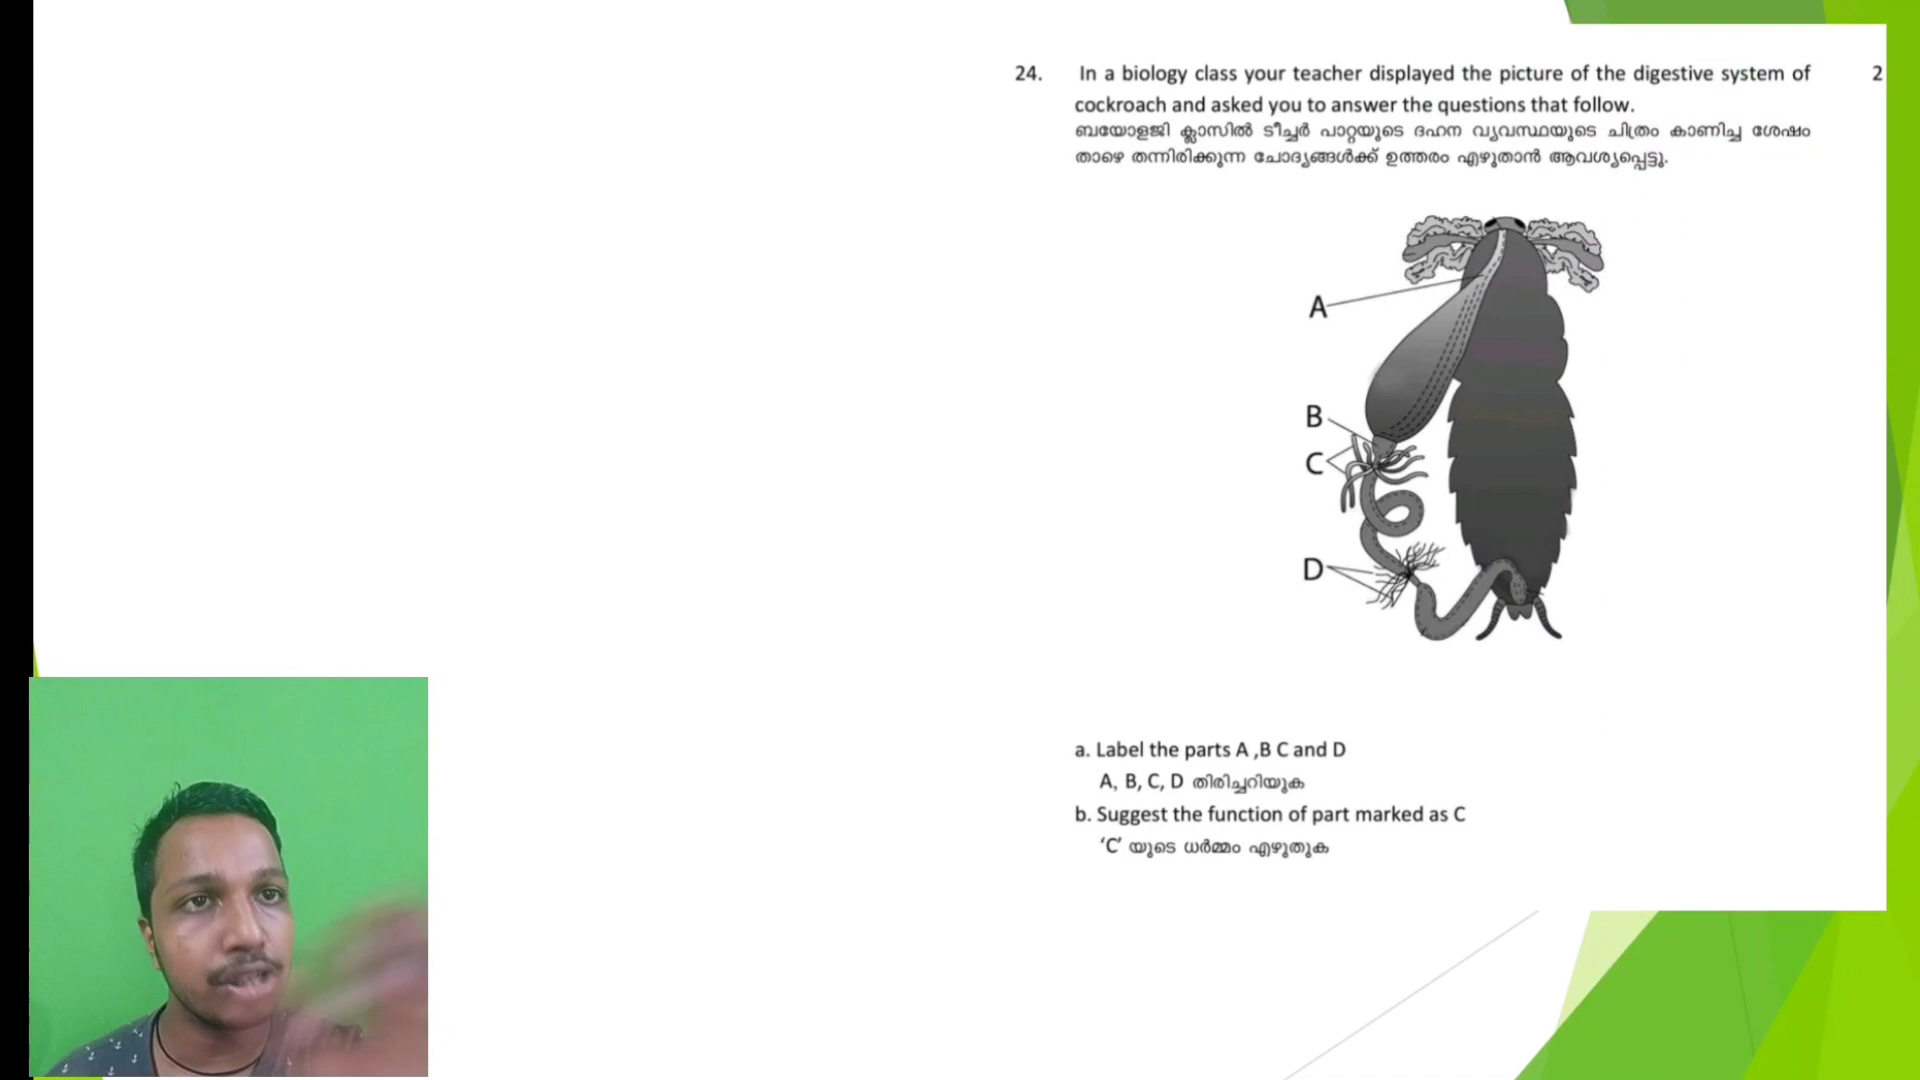 24. In a biology class your teacher displayed the picture of the digestive system of 2
cockroach and asked you to answer the questions that follow.
ബയോളജി ക്ലാസിൽ ടീച്ചർ പാറ്റയുടെ ദഹന വ്യവസ്ഥയുടെ ചിത്രം കാണിച്ച ശേഷം
താഴെ തന്നിരിക്കുന്ന ചോദ്യങ്ങൾക്ക് ഉത്തരം എഴുതാൻ ആവശ്യപ്പെട്ടു.
A
B
C
D
a. Label the parts A ,B C and D
A, B, C, D തിരിച്ചറിയുക
b. Suggest the function of part marked as C
‘C’ യുടെ ധർമ്മം എഴുതുക